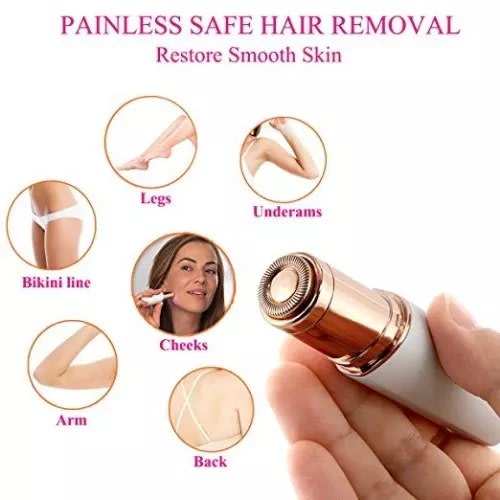 PAINLESS SAFE HAIR REMOVAL
Restore Smooth Skin
Legs
Underams
Bikini line
Cheeks
Arm
Back